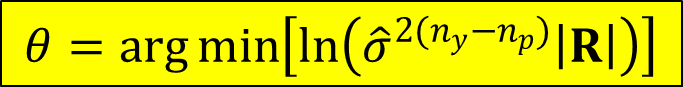 θ = arg min[ln(σ̂^{2(n_y−n_p)}|𝐑|)]